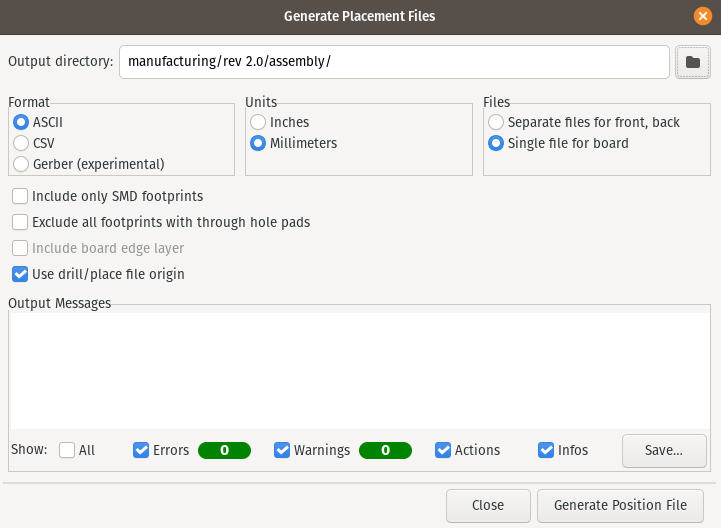 Generate Placement Files
Output directory: manufacturing/rev 2.0/assembly/
Format Units Files
ASCII Inches Separate files for front, back
CSV Millimeters Single file for board
Gerber (experimental)
Include only SMD footprints
Exclude all footprints with through hole pads
Include board edge layer
Use drill/place file origin
Output Messages
Show: All Errors 0 Warnings 0 Actions Infos Save...
Close Generate Position File